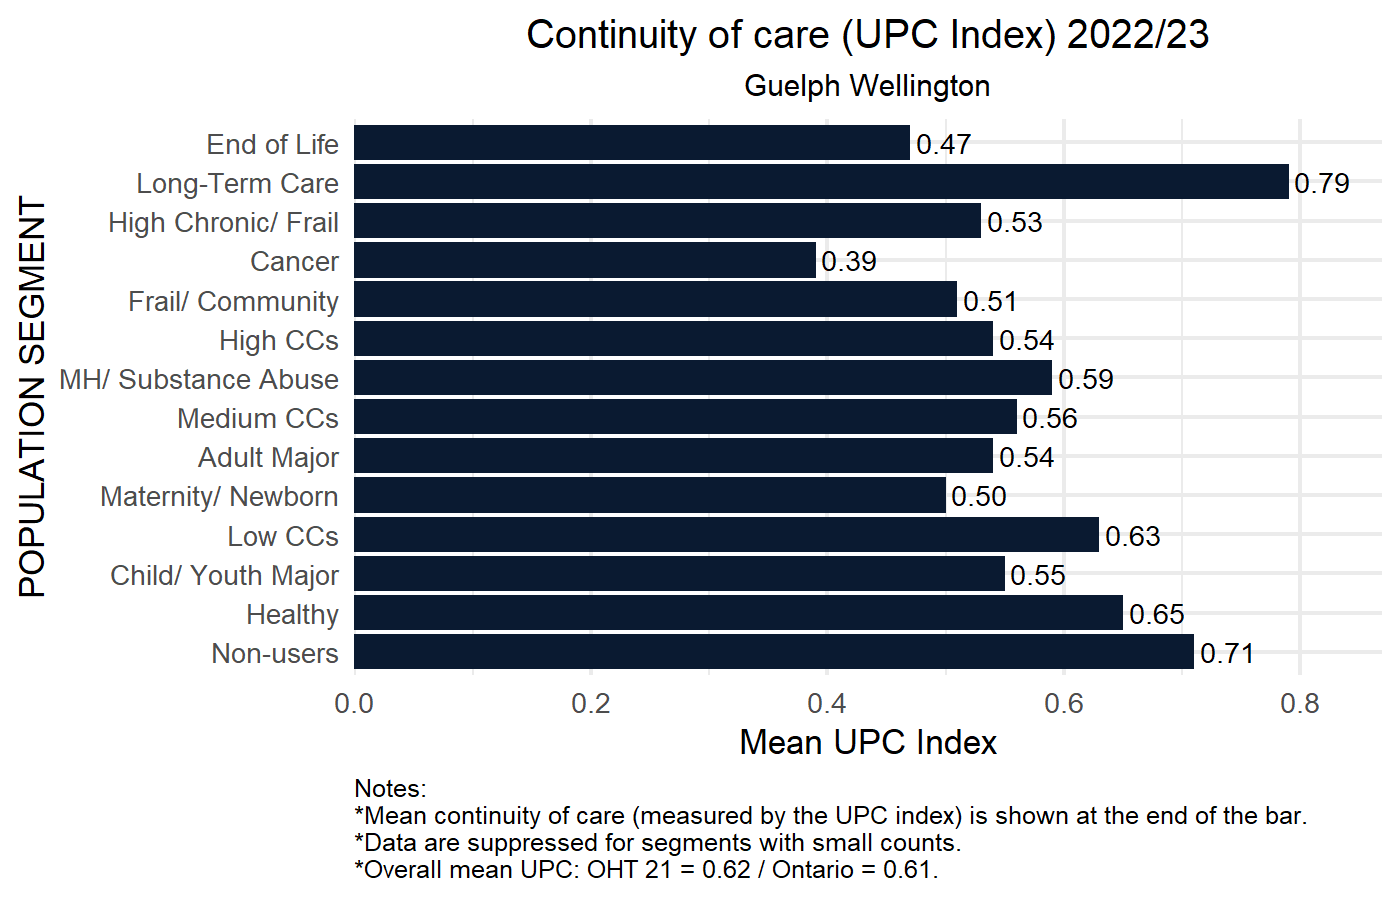 Continuity of care (UPC Index) 2022/23
Guelph Wellington
POPULATION SEGMENT
End of Life 0.47
Long-Term Care 0.79
High Chronic/ Frail 0.53
Cancer 0.39
Frail/ Community 0.51
High CCs 0.54
MH/ Substance Abuse 0.59
Medium CCs 0.56
Adult Major 0.54
Maternity/ Newborn 0.50
Low CCs 0.63
Child/ Youth Major 0.55
Healthy 0.65
Non-users 0.71
0.0 0.2 0.4 0.6 0.8
Mean UPC Index
Notes:
*Mean continuity of care (measured by the UPC index) is shown at the end of the bar.
*Data are suppressed for segments with small counts.
*Overall mean UPC: OHT 21 = 0.62 / Ontario = 0.61.